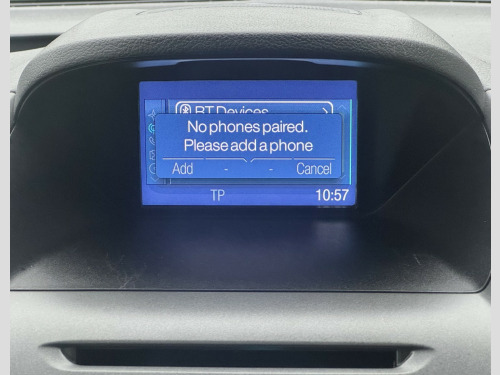 BT Devices
No phones paired.
Please add a phone
Add - - Cancel
TP 10:57